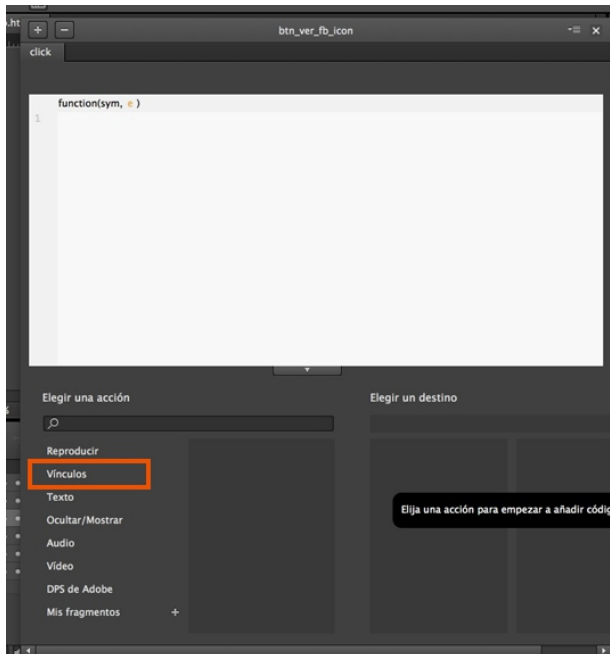 .ht
+ − btn_ver_fb_icon x
click
function(sym, e )
1
Elegir una acción Elegir un destino
Reproducir
Vínculos
Texto
Ocultar/Mostrar
Elija una acción para empezar a añadir códig
Audio
Vídeo
DPS de Adobe
Mis fragmentos +